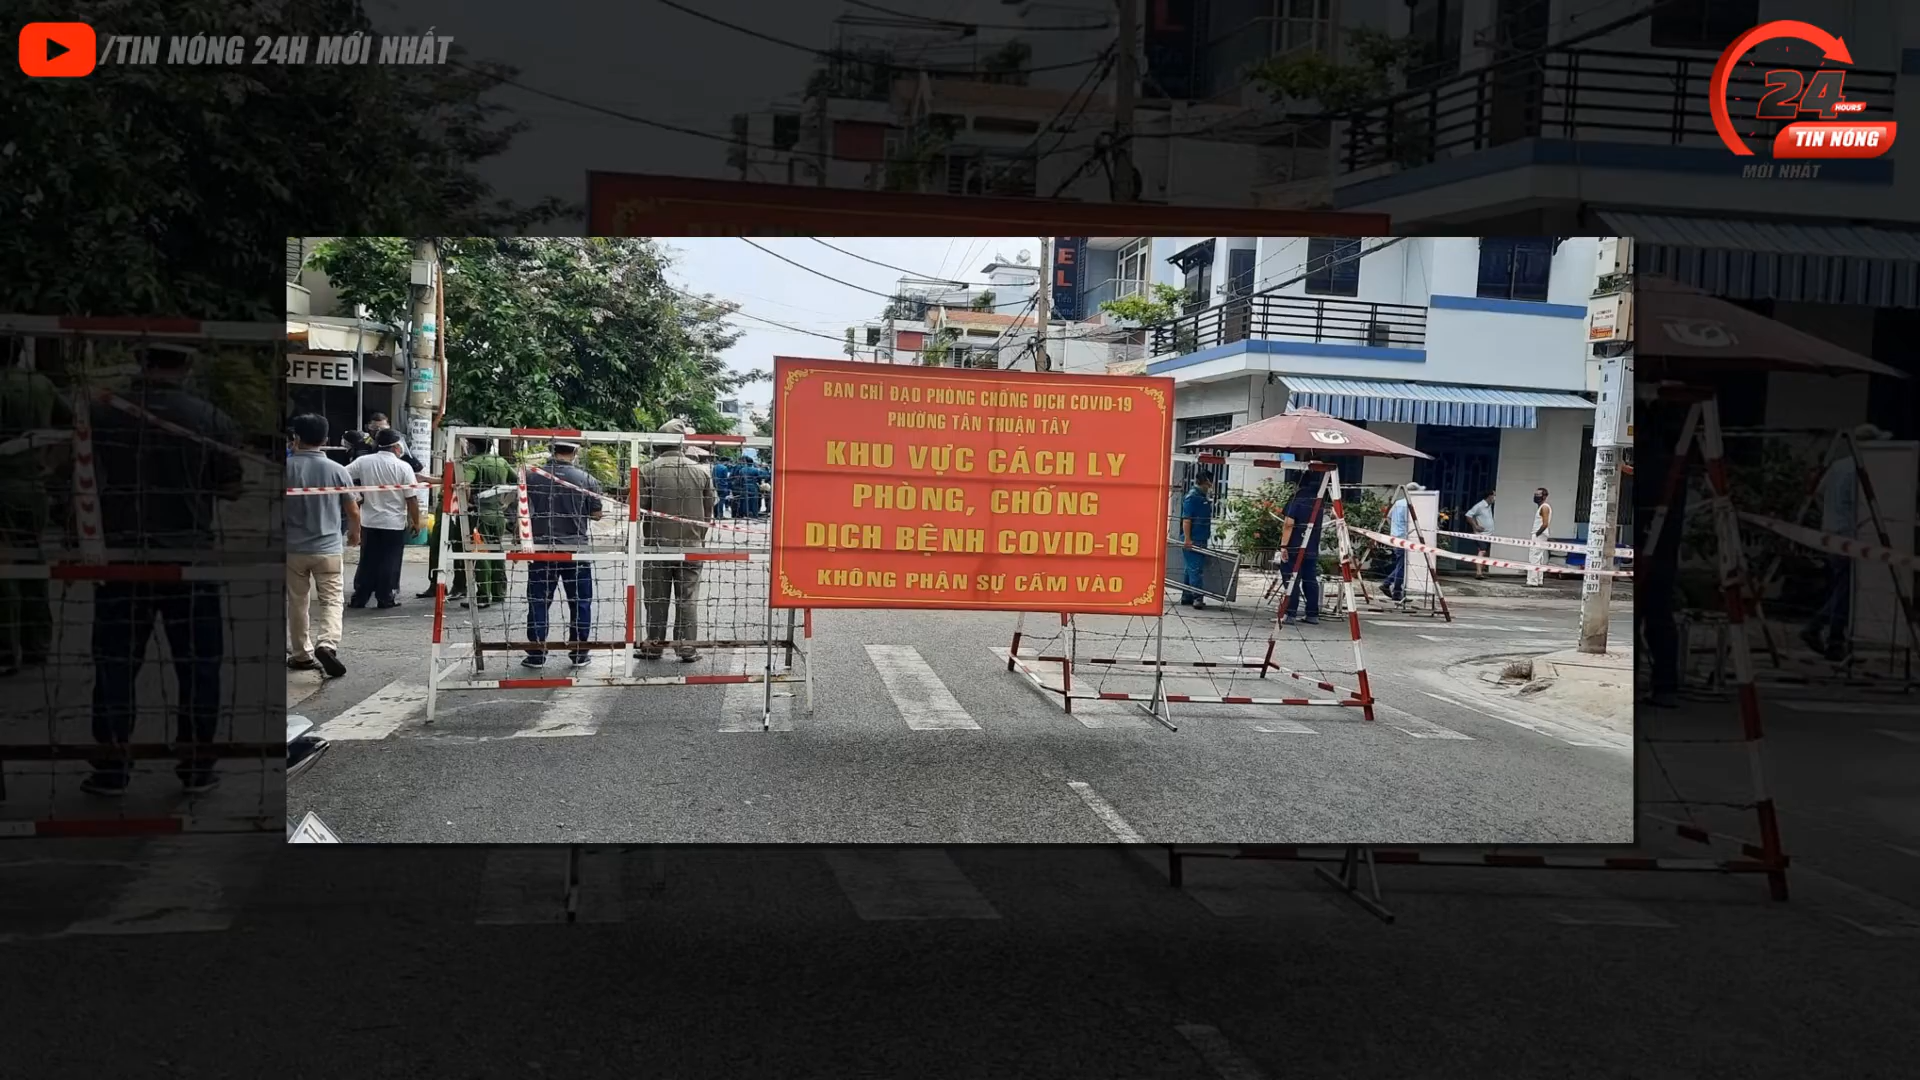 /TIN NÓNG 24H MỚI NHẤT
24
HOURS
TIN NÓNG
MỚI NHẤT
EL
OFFEE
BAN CHỈ ĐẠO PHÒNG CHỐNG DỊCH COVID-19
PHƯỜNG TÂN THUẬN TÂY
KHU VỰC CÁCH LY
PHÒNG, CHỐNG
DỊCH BỆNH COVID-19
KHÔNG PHẬN SỰ CẤM VÀO